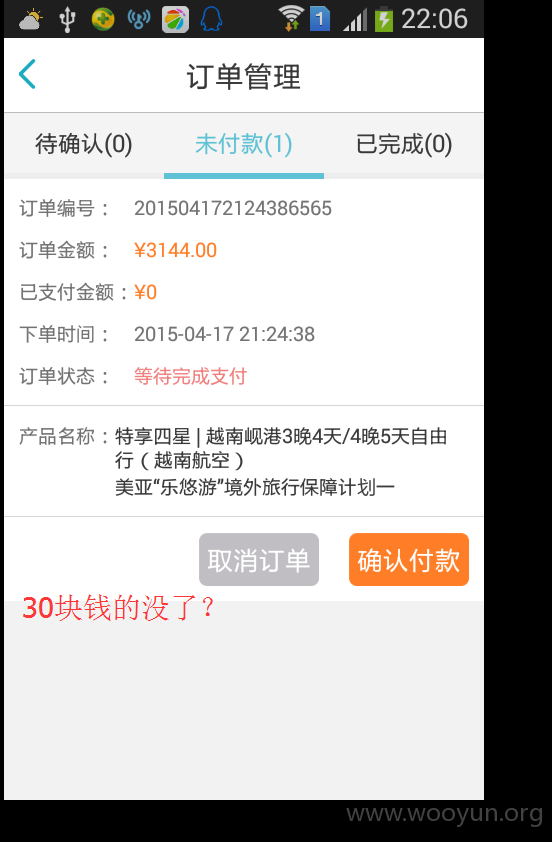 1
22:06
订单管理
待确认(0) 未付款(1) 已完成(0)
订单编号： 201504172124386565
订单金额： ¥3144.00
已支付金额：¥0
下单时间： 2015-04-17 21:24:38
订单状态： 等待完成支付
产品名称：特享四星 | 越南岘港3晚4天/4晚5天自由
行（越南航空）
美亚“乐悠游”境外旅行保障计划一
取消订单 确认付款
30块钱的没了?
www.wooyun.org